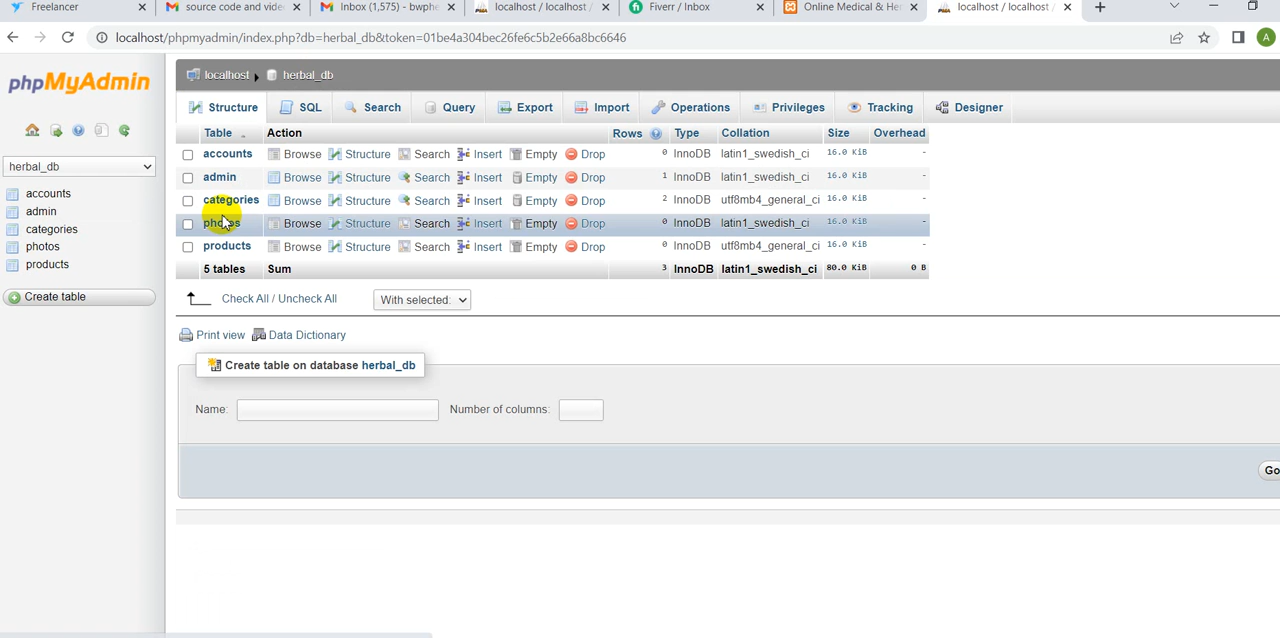 Freelancer
source code and vide
Inbox (1,575) - bwphe
localhost / localhost /
Fiverr / Inbox
Online Medical & He
localhost / localhost /
localhost/phpmyadmin/index.php?db=herbal_db&token=01be4a304bec26fe6c5b2e66a8bc6646
A
phpMyAdmin
localhost
herbal_db
Structure SQL Search Query Export Import Operations Privileges Tracking Designer
herbal_db
accounts
admin
categories
photos
products
Create table
Table Action Rows Type Collation Size Overhead
accounts Browse Structure Search Insert Empty Drop 0 InnoDB latin1_swedish_ci 16.0 KiB -
admin Browse Structure Search Insert Empty Drop 1 InnoDB latin1_swedish_ci 16.0 KiB -
categories Browse Structure Search Insert Empty Drop 2 InnoDB utf8mb4_general_ci 16.0 KiB -
photos Browse Structure Search Insert Empty Drop 0 InnoDB latin1_swedish_ci 16.0 KiB -
products Browse Structure Search Insert Empty Drop 0 InnoDB utf8mb4_general_ci 16.0 KiB -
5 tables Sum 3 InnoDB latin1_swedish_ci 80.0 KiB 0 B
Check All / Uncheck All With selected:
Print view Data Dictionary
Create table on database herbal_db
Name: Number of columns:
Go